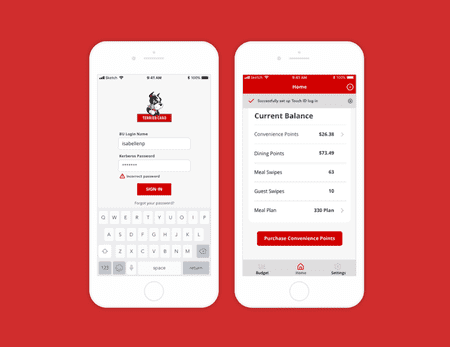 Sketch
9:41 AM
100%
TERRIER CARD
BU Login Name
isabellenp
Kerberos Password
••••••••
Incorrect password
SIGN IN
Forgot your password?
Q W E R T Y U I O P
A S D F G H J K L
Z X C V B N M
123 space return
Sketch
9:41 AM
100%
Home
Successfully set up Touch ID log in
Current Balance
Convenience Points $26.38
Dining Points $73.49
Meal Swipes 63
Guest Swipes 10
Meal Plan 330 Plan
Purchase Convenience Points
Budget Home Settings